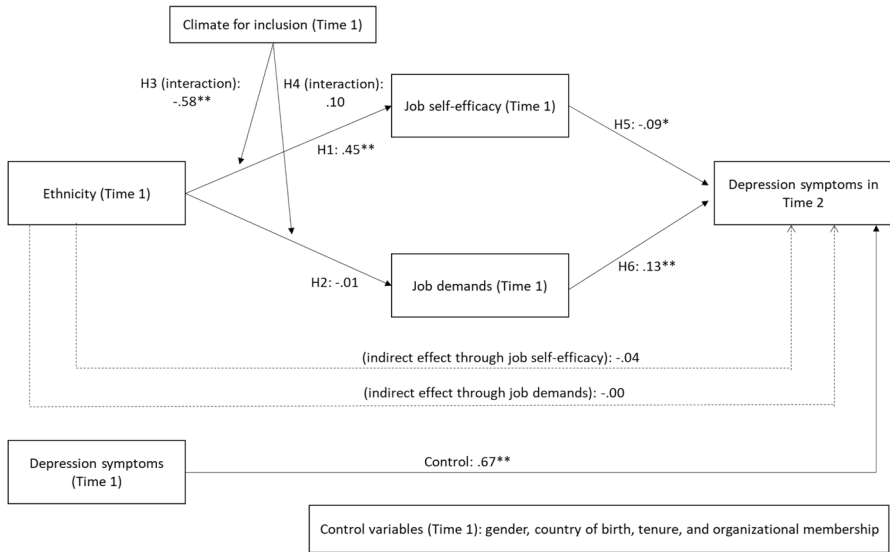 Climate for inclusion (Time 1)
H3 (interaction):
-.58**
H4 (interaction):
.10
Job self-efficacy (Time 1)
H1: .45**
H5: -.09*
Ethnicity (Time 1)
Depression symptoms in
Time 2
H2: -.01
Job demands (Time 1)
H6: .13**
(indirect effect through job self-efficacy): -.04
(indirect effect through job demands): -.00
Depression symptoms
(Time 1)
Control: .67**
Control variables (Time 1): gender, country of birth, tenure, and organizational membership